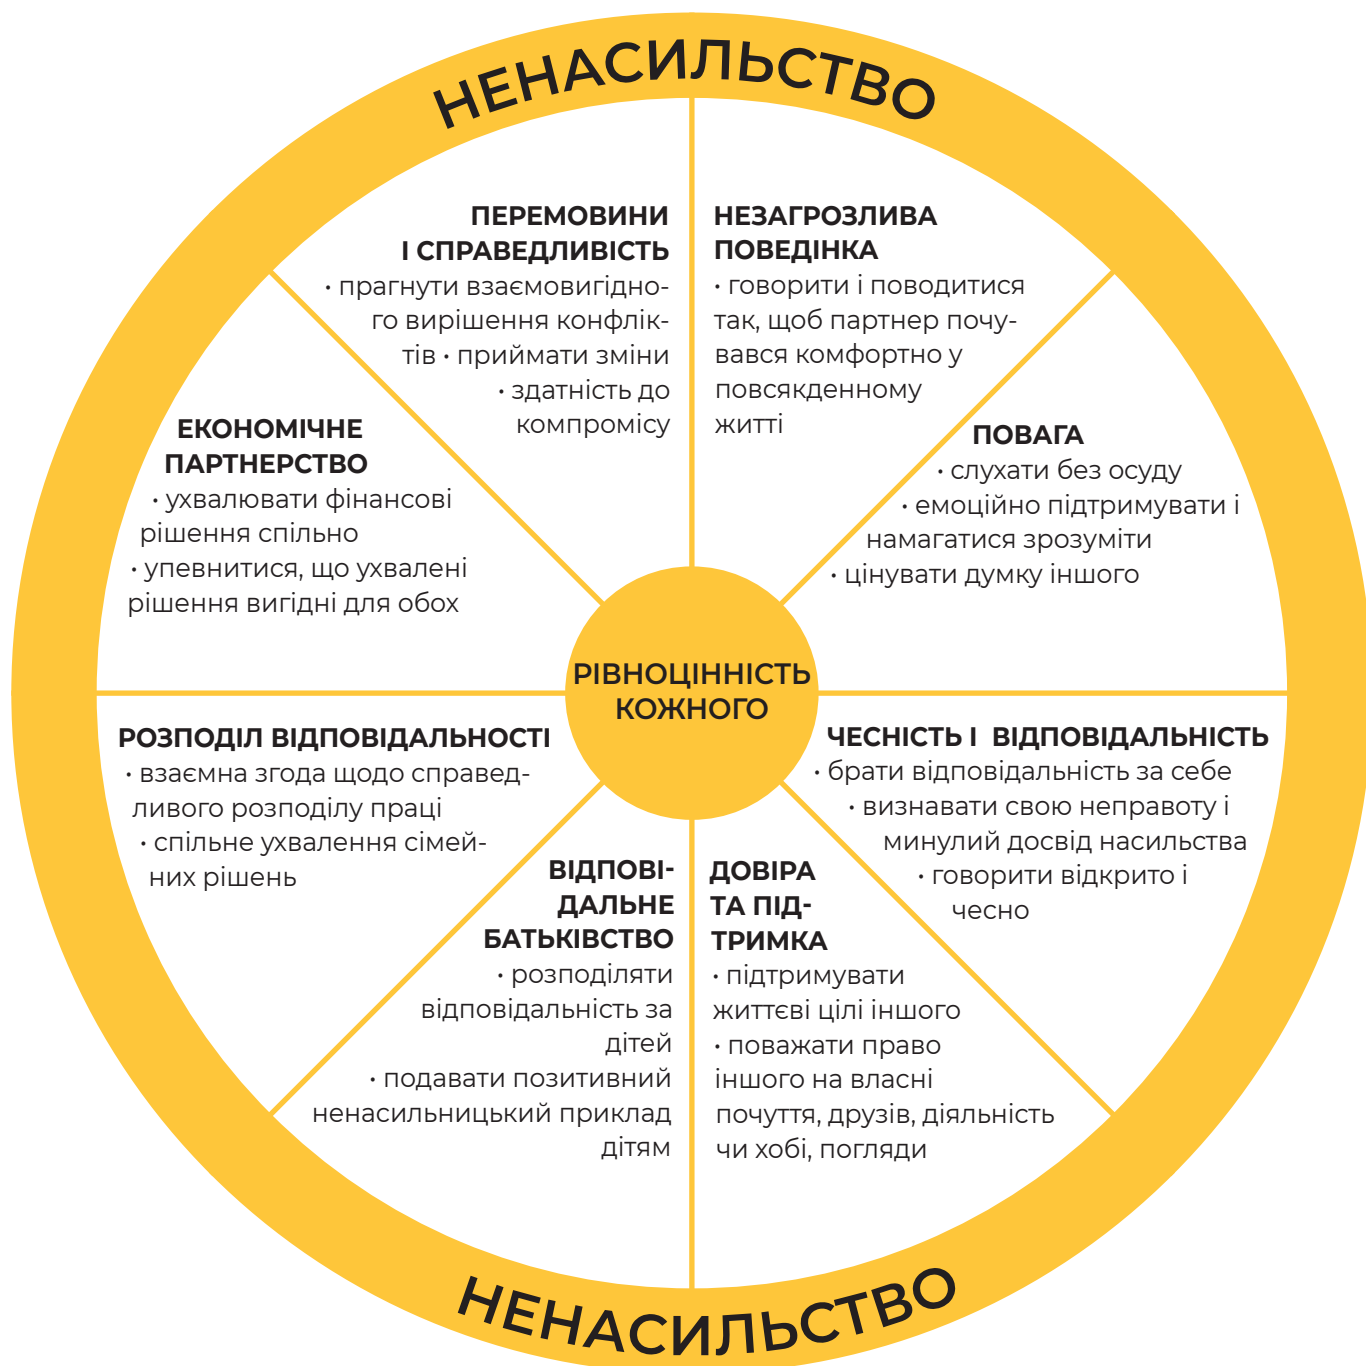 НЕНАСИЛЬСТВО
ПЕРЕМОВИНИ
І СПРАВЕДЛИВІСТЬ
• прагнути взаємовигідно-
го вирішення конфлік-
тів • приймати зміни
• здатність до
компромісу
НЕЗАГРОЗЛИВА
ПОВЕДІНКА
• говорити і поводитися
так, щоб партнер почу-
вався комфортно у
повсякденному
житті
ЕКОНОМІЧНЕ
ПАРТНЕРСТВО
• ухвалювати фінансові
рішення спільно
• упевнитися, що ухвалені
рішення вигідні для обох
ПОВАГА
• слухати без осуду
• емоційно підтримувати і
намагатися зрозуміти
• цінувати думку іншого
РІВНОЦІННІСТЬ
КОЖНОГО
РОЗПОДІЛ ВІДПОВІДАЛЬНОСТІ
• взаємна згода щодо справед-
ливого розподілу праці
• спільне ухвалення сімей-
них рішень
ЧЕСНІСТЬ І ВІДПОВІДАЛЬНІСТЬ
• брати відповідальність за себе
• визнавати свою неправоту і
минулий досвід насильства
• говорити відкрито і
чесно
ВІДПОВІ-
ДАЛЬНЕ
БАТЬКІВСТВО
• розподіляти
відповідальність за
дітей
• подавати позитивний
ненасильницький приклад
дітям
ДОВІРА
ТА ПІД-
ТРИМКА
• підтримувати
життєві цілі іншого
• поважати право
іншого на власні
почуття, друзів, діяльність
чи хобі, погляди
НЕНАСИЛЬСТВО